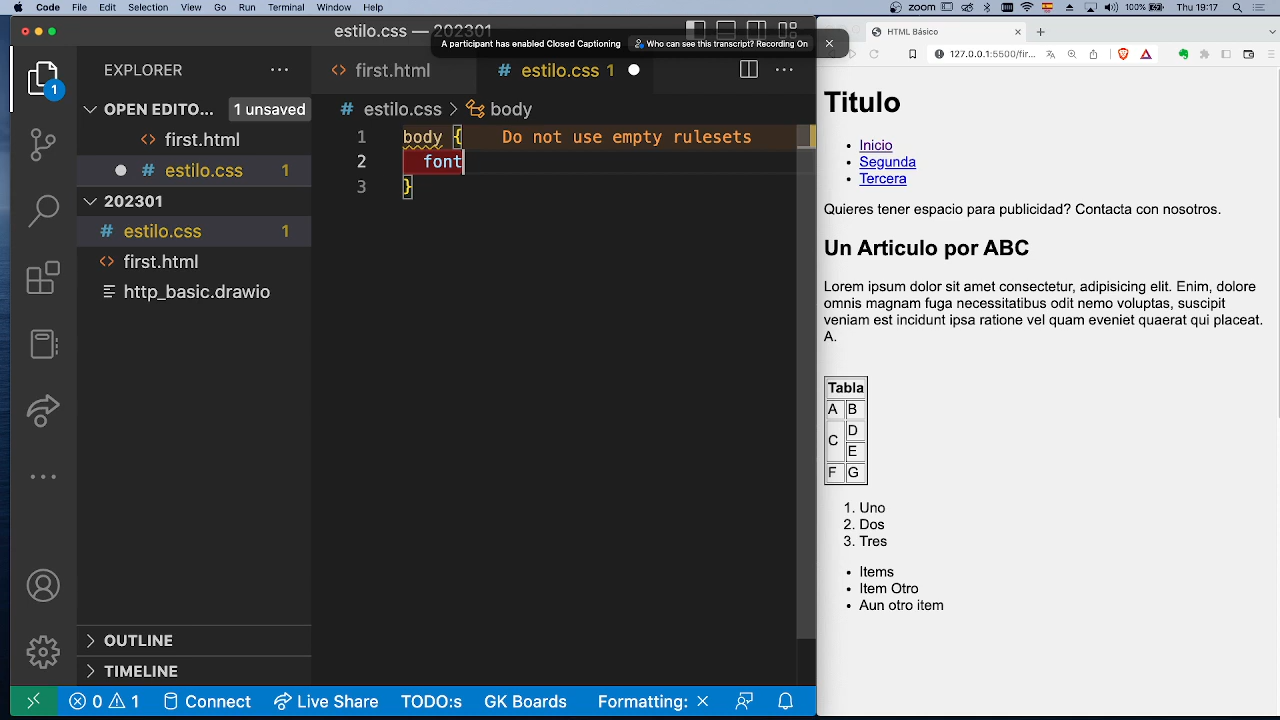 Code File Edit Selection View Go Run Terminal Window Help zoom 100% Thu 19:17
estilo.css — 202301
A participant has enabled Closed Captioning Who can see this transcript? Recording On
HTML Básico
127.0.0.1:5500/fir...
EXPLORER
first.html
estilo.css 1
OPEN EDITO... 1 unsaved
first.html
estilo.css 1
202301
estilo.css 1
first.html
http_basic.drawio
OUTLINE
TIMELINE
1
estilo.css > body
1 body { Do not use empty rulesets
2 font
3 }
0 1 Connect Live Share TODO:s GK Boards Formatting: ×
Titulo
Inicio
Segunda
Tercera
Quieres tener espacio para publicidad? Contacta con nosotros.
Un Articulo por ABC
Lorem ipsum dolor sit amet consectetur, adipisicing elit. Enim, dolore
omnis magnam fuga necessitatibus odit nemo voluptas, suscipit
veniam est incidunt ipsa ratione vel quam eveniet quaerat qui placeat.
A.
Tabla
A B
C D
E
F G
1. Uno
2. Dos
3. Tres
Items
Item Otro
Aun otro item